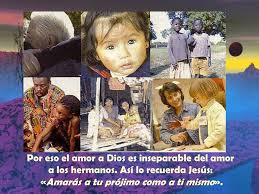 Por eso el amor a Dios es inseparable del amor
a los hermanos. Así lo recuerda Jesús:
«Amarás a tu prójimo como a ti mismo».